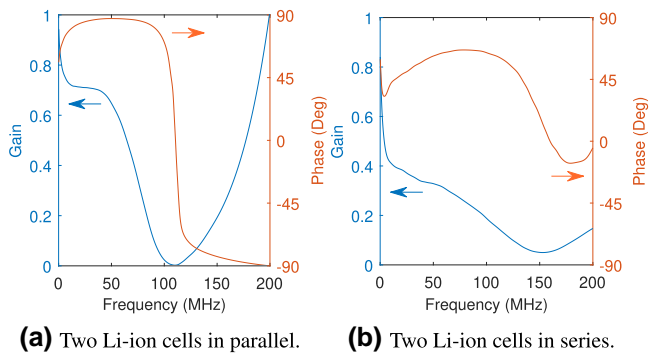 1
0.8
0.6
0.4
0.2
0
Gain
90
45
0
-45
-90
Phase (Deg)
0 50 100 150 200
Frequency (MHz)
(a) Two Li-ion cells in parallel.
1
0.8
0.6
0.4
0.2
0
Gain
90
45
0
-45
-90
Phase (Deg)
0 50 100 150 200
Frequency (MHz)
(b) Two Li-ion cells in series.